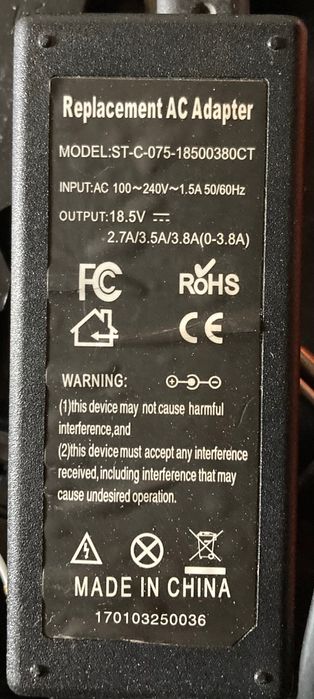 Replacement AC Adapter
MODEL:ST-C-075-18500380CT
INPUT:AC 100~240V~1.5A 50/60Hz
OUTPUT:18.5V ⎓
2.7A/3.5A/3.8A(0-3.8A)
FC RoHS
CE
WARNING:
(1)this device may not cause harmful
interference,and
(2)this device must accept any interference
received,including interference that may
cause undesired operation.
MADE IN CHINA
170103250036